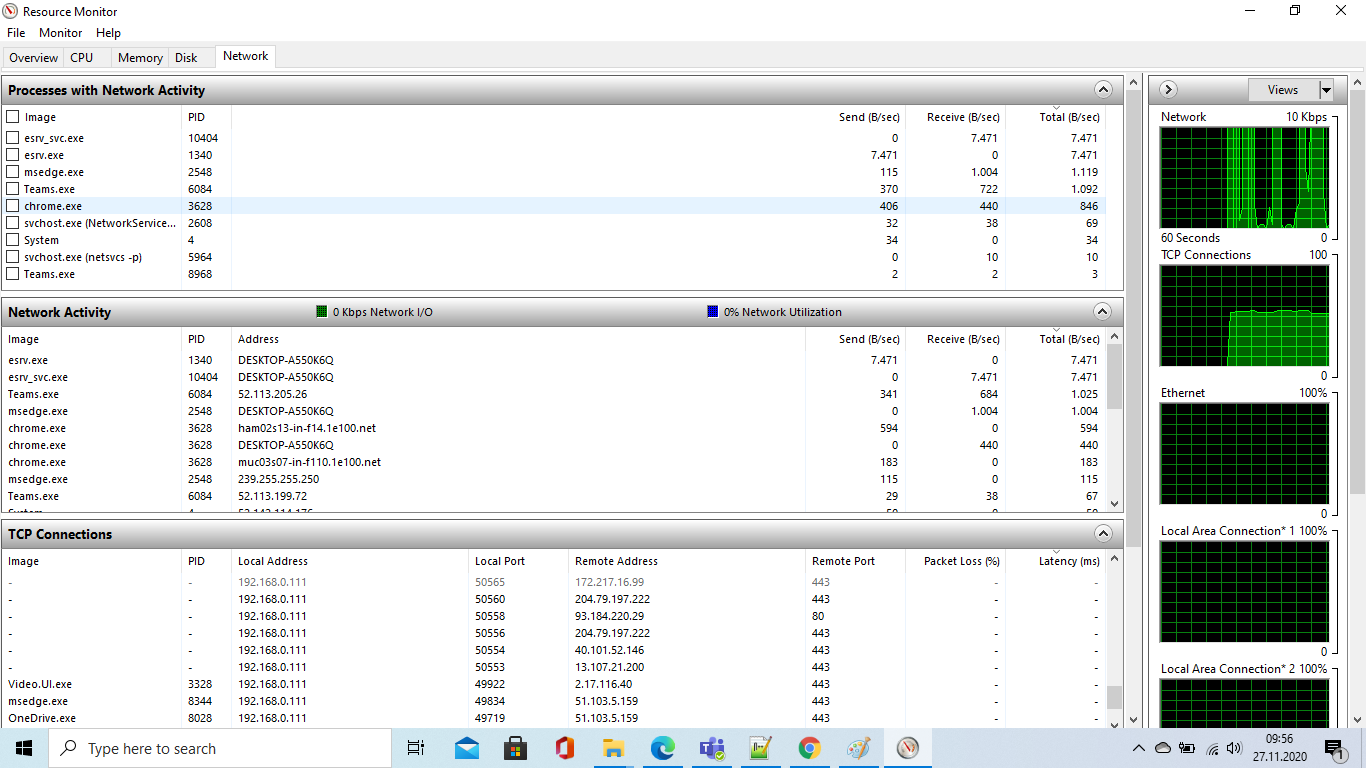 Resource Monitor
File Monitor Help
Overview CPU Memory Disk Network
Processes with Network Activity
Image PID Send (B/sec) Receive (B/sec) Total (B/sec)
esrv_svc.exe 10404 0 7.471 7.471
esrv.exe 1340 7.471 0 7.471
msedge.exe 2548 115 1.004 1.119
Teams.exe 6084 370 722 1.092
chrome.exe 3628 406 440 846
svchost.exe (NetworkService... 2608 32 38 69
System 4 34 0 34
svchost.exe (netsvcs -p) 5964 0 10 10
Teams.exe 8968 2 2 3
Network Activity 0 Kbps Network I/O 0% Network Utilization
Image PID Address Send (B/sec) Receive (B/sec) Total (B/sec)
esrv.exe 1340 DESKTOP-A550K6Q 7.471 0 7.471
esrv_svc.exe 10404 DESKTOP-A550K6Q 0 7.471 7.471
Teams.exe 6084 52.113.205.26 341 684 1.025
msedge.exe 2548 DESKTOP-A550K6Q 0 1.004 1.004
chrome.exe 3628 ham02s13-in-f14.1e100.net 594 0 594
chrome.exe 3628 DESKTOP-A550K6Q 0 440 440
chrome.exe 3628 muc03s07-in-f110.1e100.net 183 0 183
msedge.exe 2548 239.255.255.250 115 0 115
Teams.exe 6084 52.113.199.72 29 38 67
TCP Connections
Image PID Local Address Local Port Remote Address Remote Port Packet Loss (%) Latency (ms)
- - 192.168.0.111 50565 172.217.16.99 443 - -
- - 192.168.0.111 50560 204.79.197.222 443 - -
- - 192.168.0.111 50558 93.184.220.29 80 - -
- - 192.168.0.111 50556 204.79.197.222 443 - -
- - 192.168.0.111 50554 40.101.52.146 443 - -
- - 192.168.0.111 50553 13.107.21.200 443 - -
Video.UI.exe 3328 192.168.0.111 49922 2.17.116.40 443 - -
msedge.exe 8344 192.168.0.111 49834 51.103.5.159 443 - -
OneDrive.exe 8028 192.168.0.111 49719 51.103.5.159 443 - -
Views
Network 10 Kbps
60 Seconds 0
TCP Connections 100
0
Ethernet 100%
0
Local Area Connection* 1 100%
0
Local Area Connection* 2 100%
Type here to search
09:56
27.11.2020
1